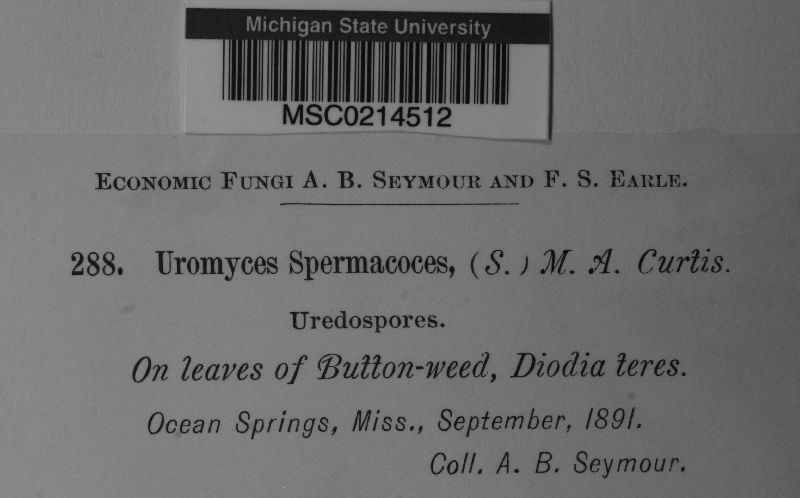 Michigan State University
MSC0214512
Economic Fungi A. B. Seymour and F. S. Earle.
288. Uromyces Spermacoces, (S.) M. A. Curtis.
Uredospores.
On leaves of Button-weed, Diodia teres.
Ocean Springs, Miss., September, 1891.
Coll. A. B. Seymour.